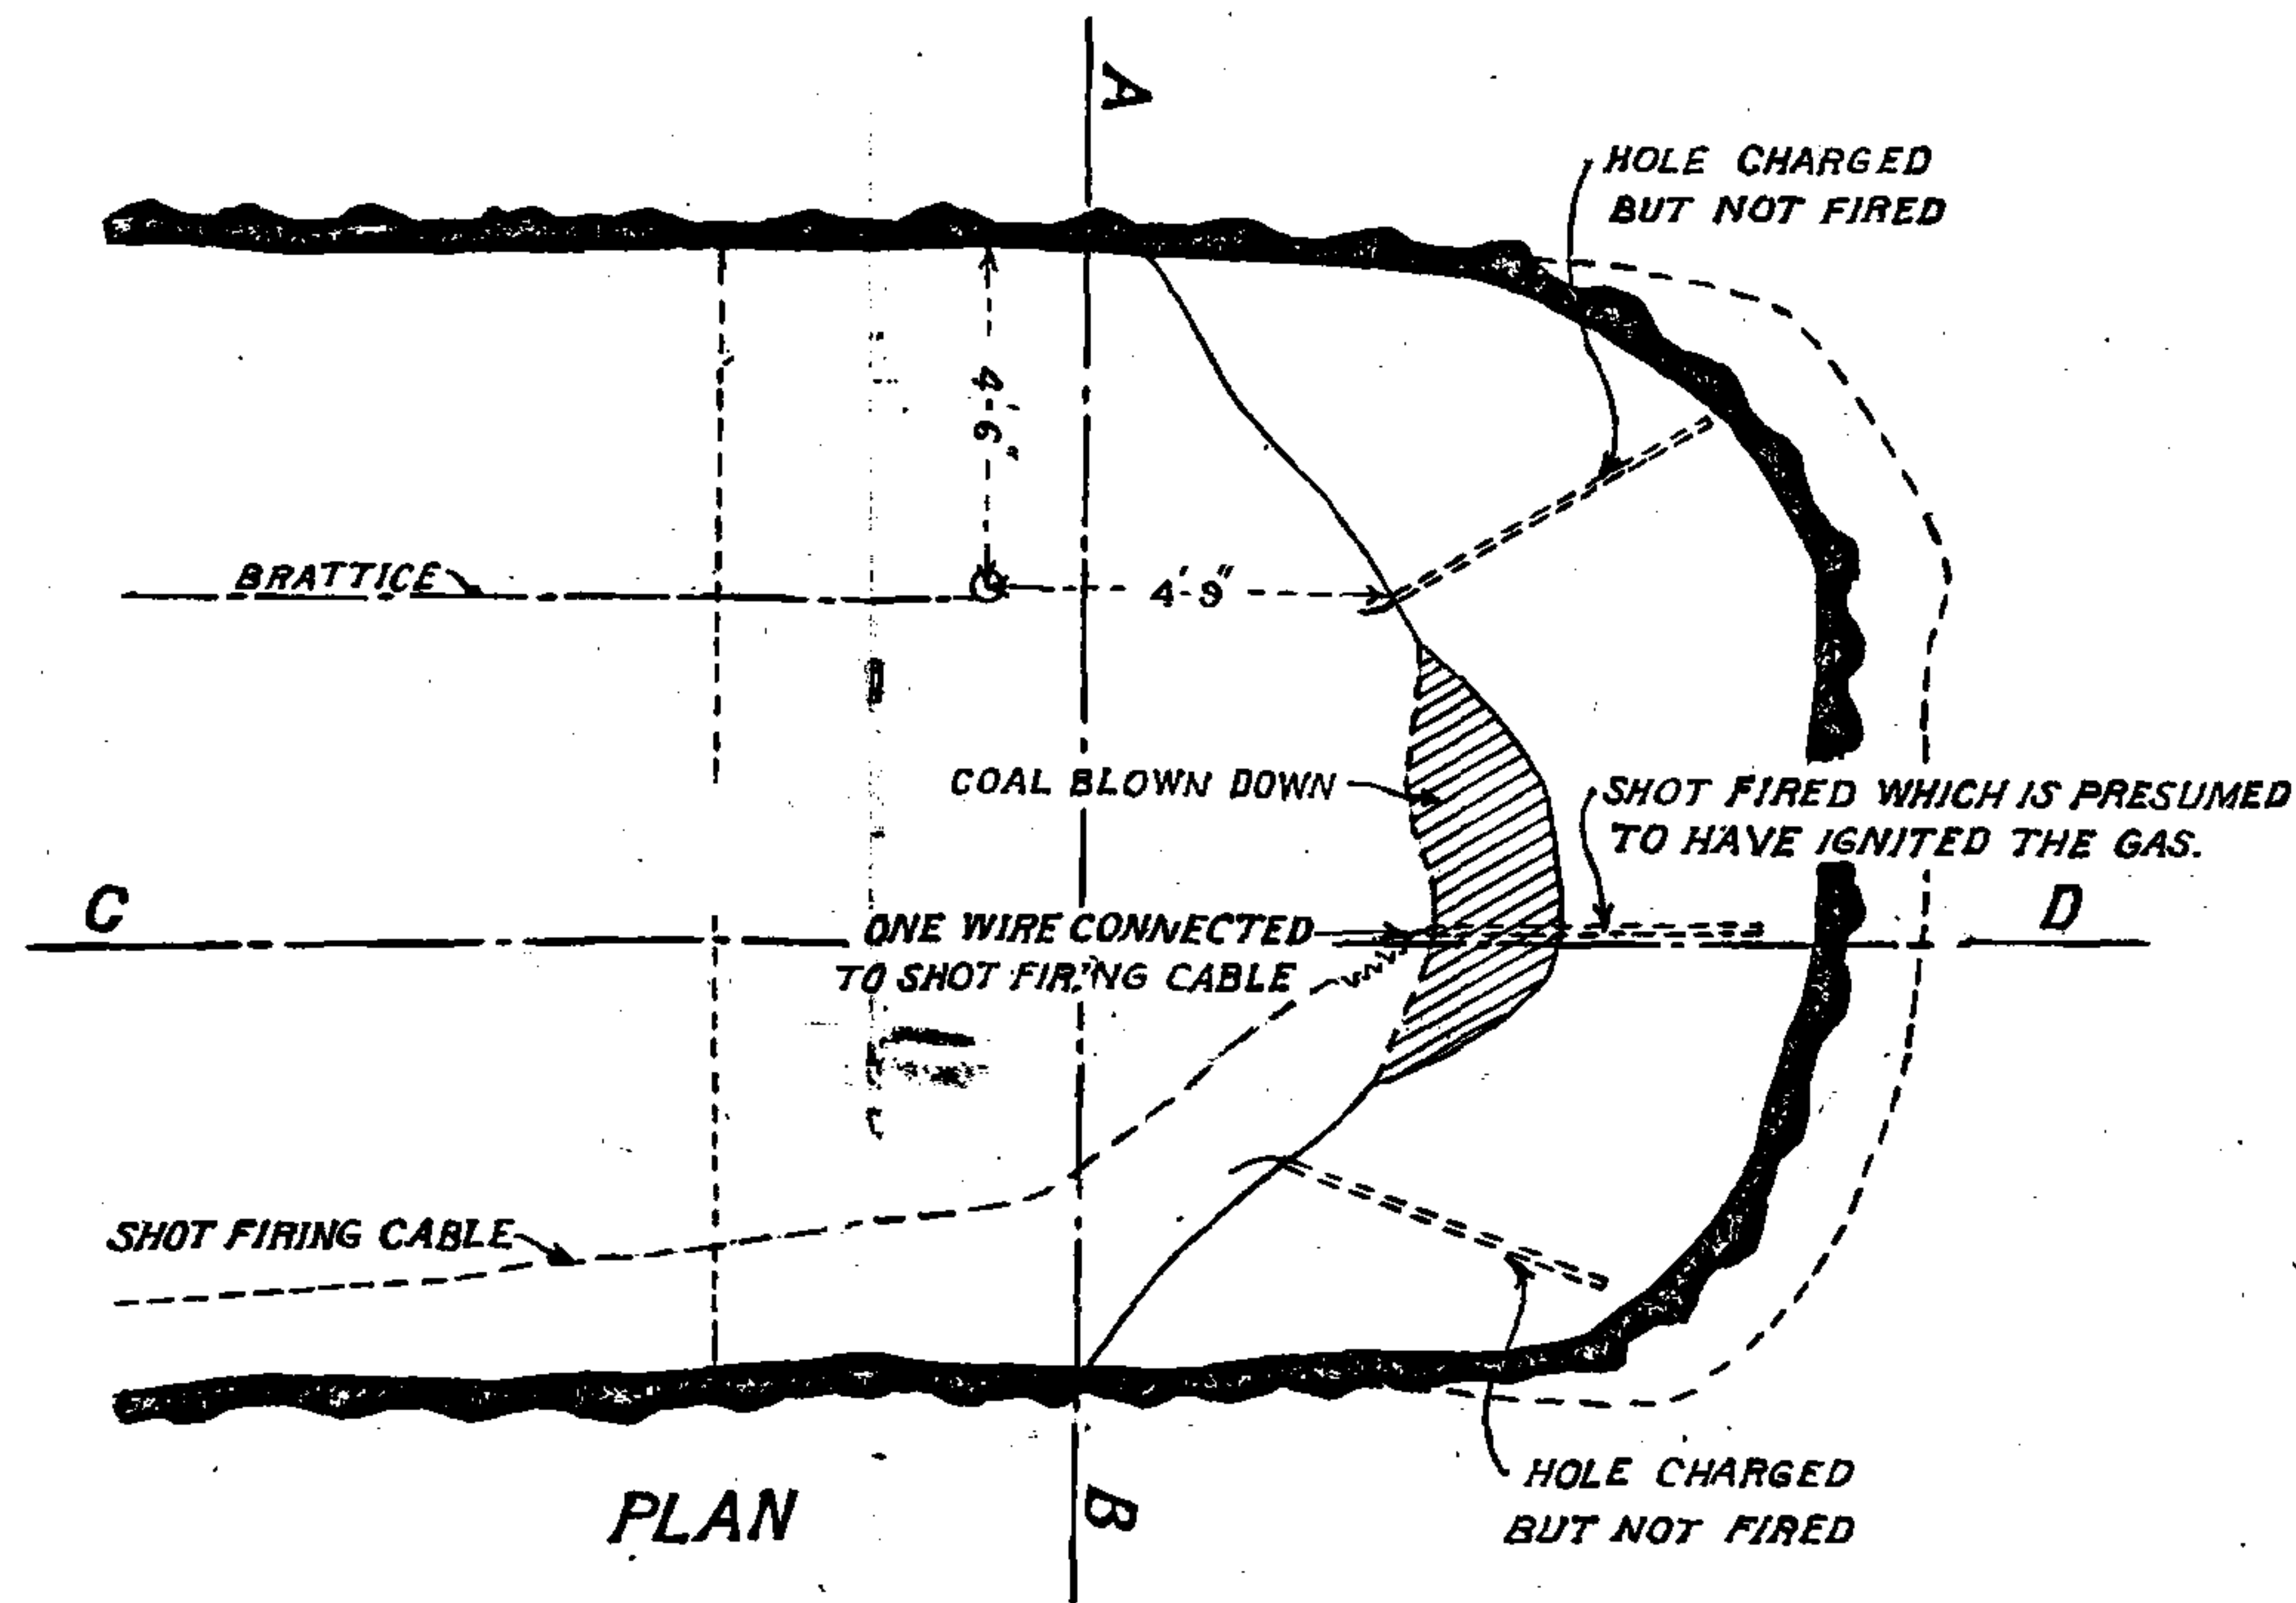 A
HOLE CHARGED
BUT NOT FIRED
4'-6"
BRATTICE
4'-9"
COAL BLOWN DOWN
SHOT FIRED WHICH IS PRESUMED
TO HAVE IGNITED THE GAS.
C
D
ONE WIRE CONNECTED
TO SHOT FIRING CABLE
SHOT FIRING CABLE
HOLE CHARGED
BUT NOT FIRED
PLAN
B